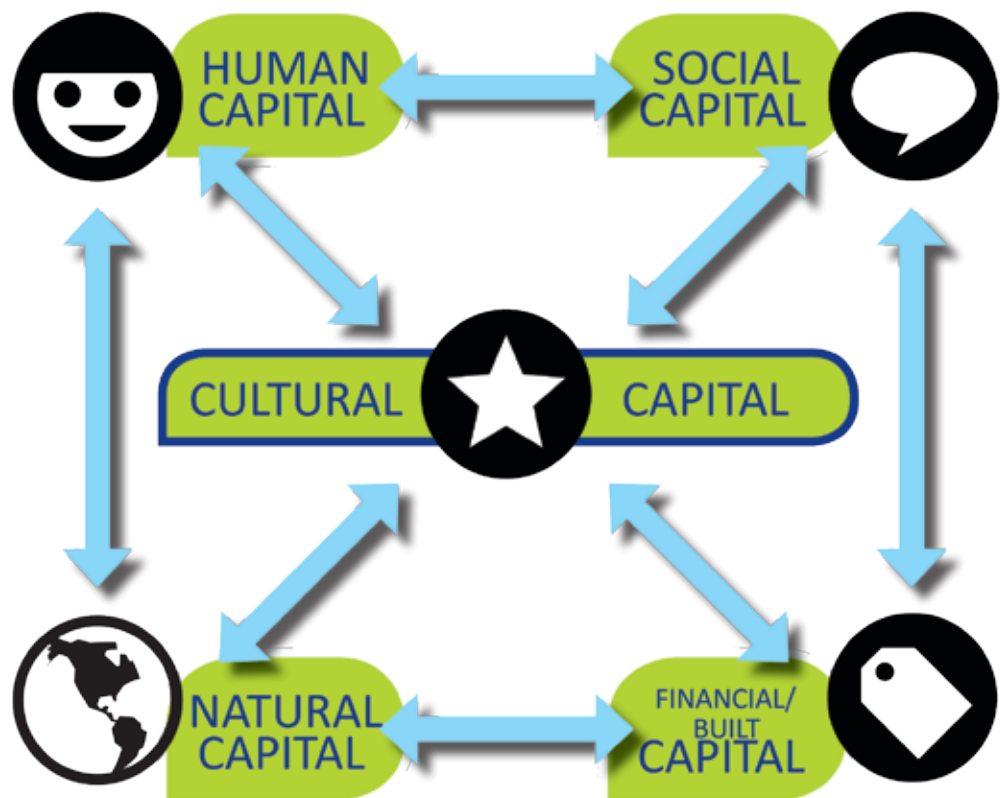 HUMAN
CAPITAL
SOCIAL
CAPITAL
CULTURAL CAPITAL
NATURAL
CAPITAL
FINANCIAL/
BUILT
CAPITAL